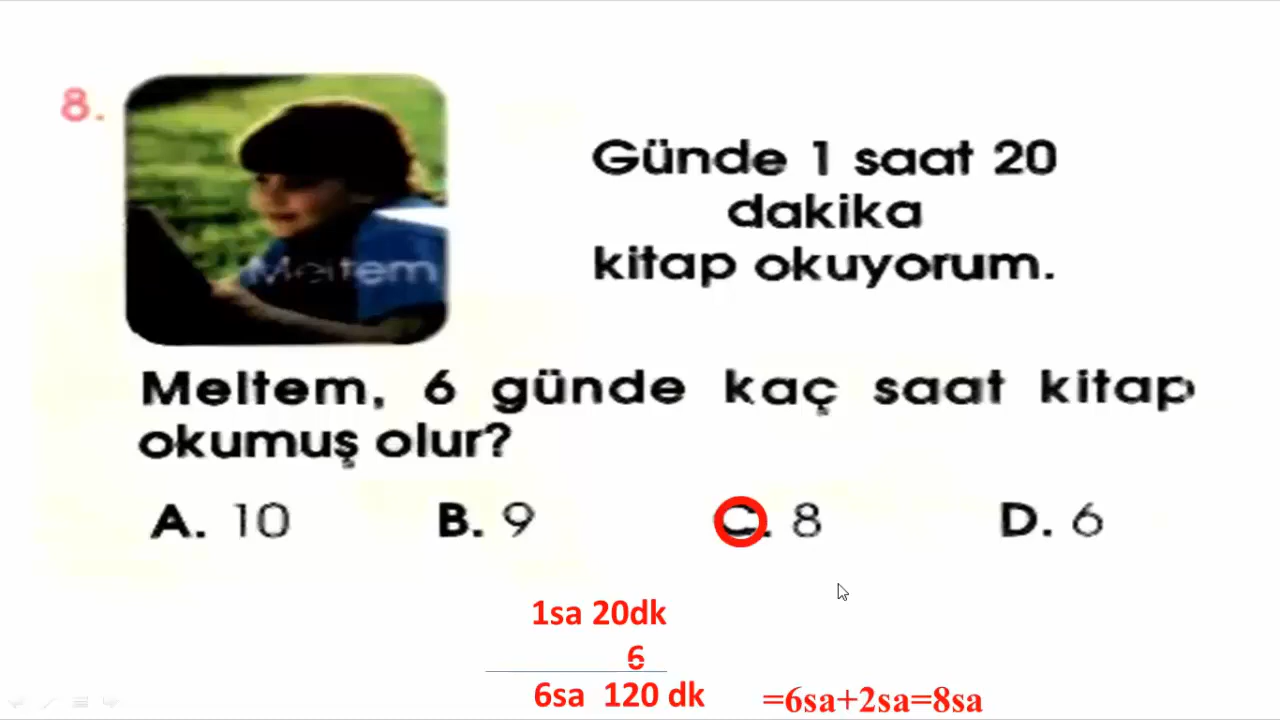 8.
Meltem
Günde 1 saat 20
dakika
kitap okuyorum.
Meltem, 6 günde kaç saat kitap
okumuş olur?
A. 10 B. 9 C. 8 D. 6
1sa 20dk
6
6sa 120 dk =6sa+2sa=8sa